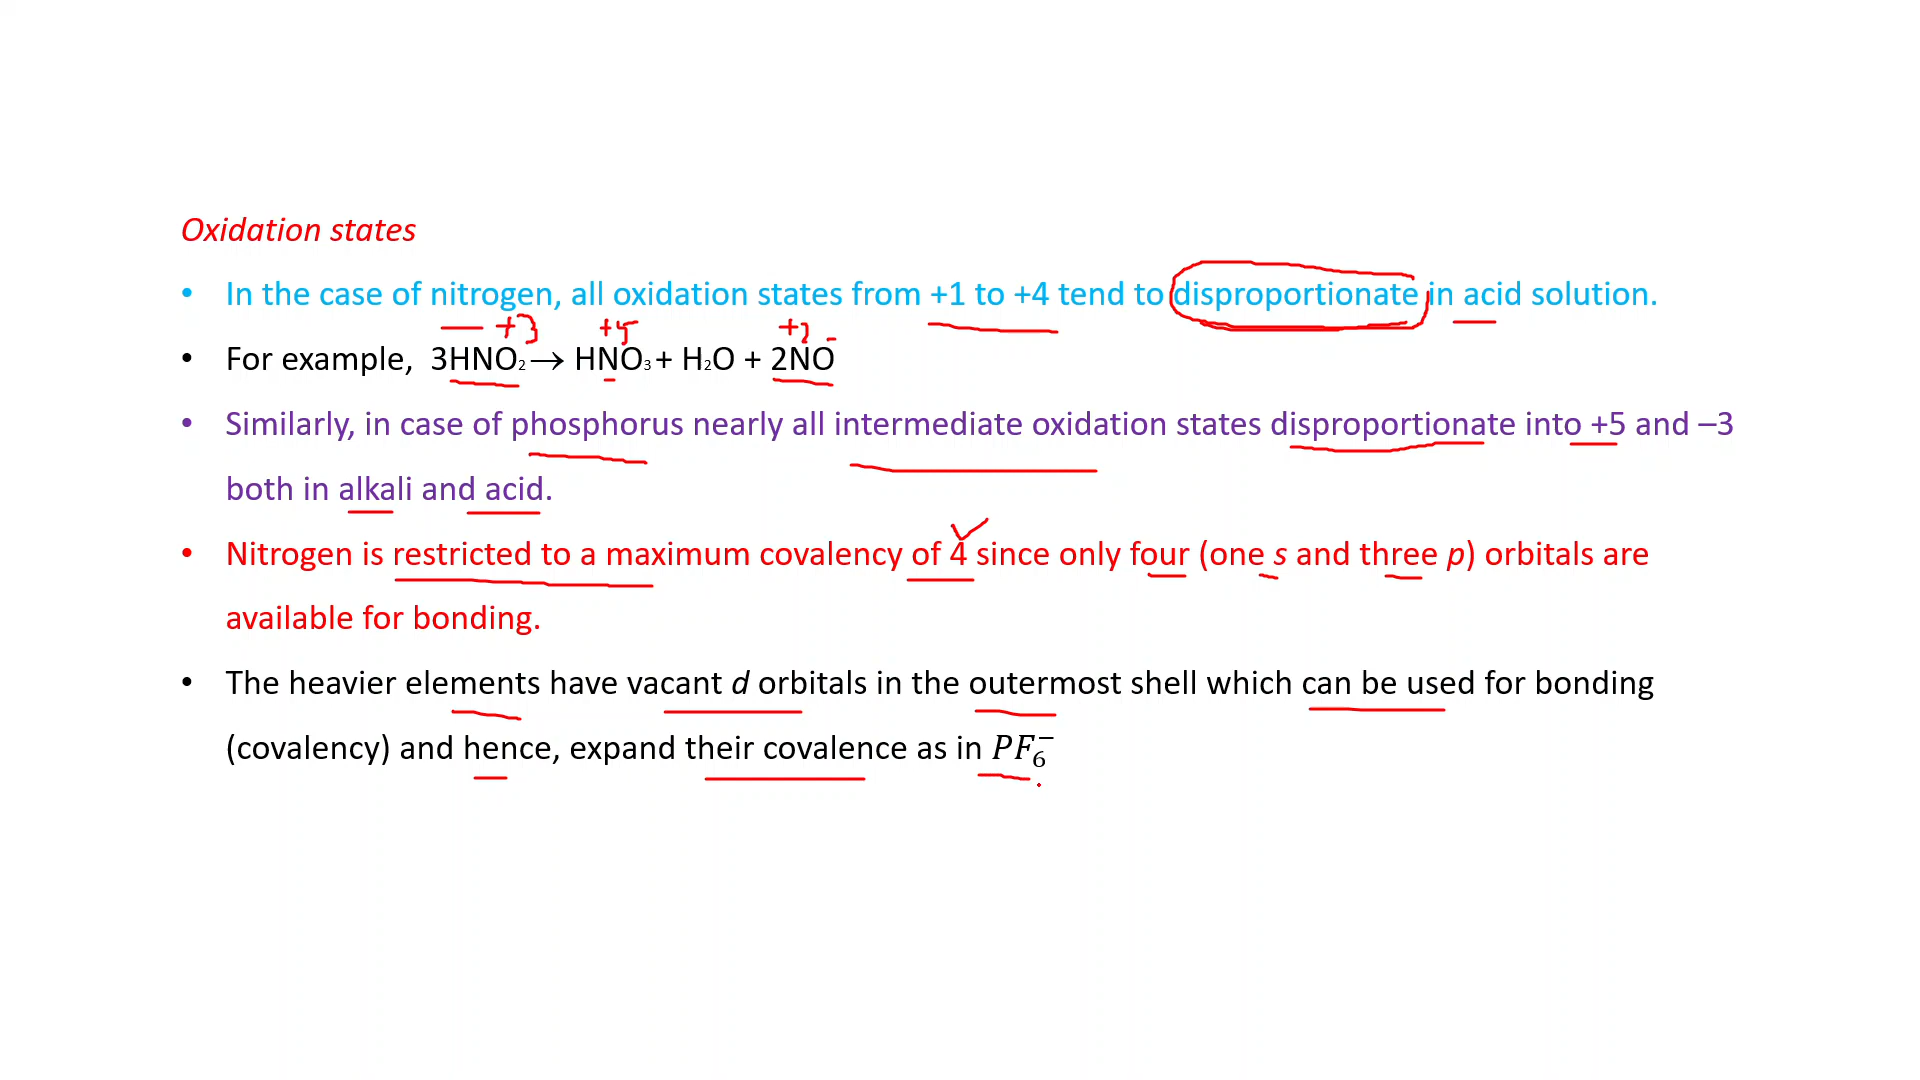 Oxidation states
• In the case of nitrogen, all oxidation states from +1 to +4 tend to disproportionate in acid solution.
+3 +5 +2
• For example, 3HNO₂→ HNO₃+ H₂O + 2NO
• Similarly, in case of phosphorus nearly all intermediate oxidation states disproportionate into +5 and –3
both in alkali and acid.
• Nitrogen is restricted to a maximum covalency of 4 since only four (one s and three p) orbitals are
available for bonding.
• The heavier elements have vacant d orbitals in the outermost shell which can be used for bonding
(covalency) and hence, expand their covalence as in PF₆⁻